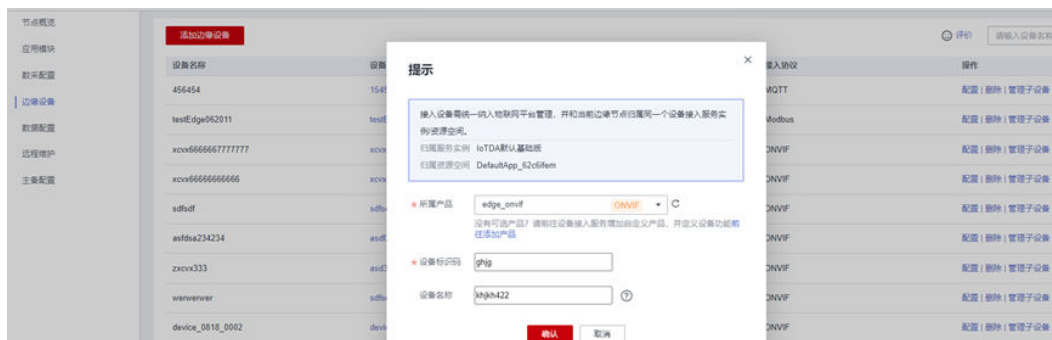 节点概览
应用模块
数采配置
边缘设备
数据配置
远程维护
主备配置
添加边缘设备
评价
请输入设备名称
设备名称
接入协议
操作
456454
1545
MQTT
配置 | 删除 | 管理子设备
testEdge062011
testE
Modbus
配置 | 删除 | 管理子设备
xcvx6666667777777
xcvx
ONVIF
配置 | 删除 | 管理子设备
xcvx66666666666
xcvx
ONVIF
配置 | 删除 | 管理子设备
sdfsdf
sdfs
ONVIF
配置 | 删除 | 管理子设备
asfdsa234234
asdf
ONVIF
配置 | 删除 | 管理子设备
zxcvx333
asd3
ONVIF
配置 | 删除 | 管理子设备
werwerwer
sdfs
ONVIF
配置 | 删除 | 管理子设备
device_0818_0002
devi
ONVIF
配置 | 删除 | 管理子设备
提示
接入设备需统一纳入物联网平台管理，并和当前边缘节点归属同一个设备接入服务实
例/资源空间。
归属服务实例 IoTDA默认基础版
归属资源空间 DefaultApp_62c6ifem
* 所属产品 edge_onvif ONVIF
没有可选产品？请前往设备接入服务增加自定义产品，并定义设备功能前
往添加产品
* 设备标识码 ghjg
设备名称 khjkh422
确认 取消